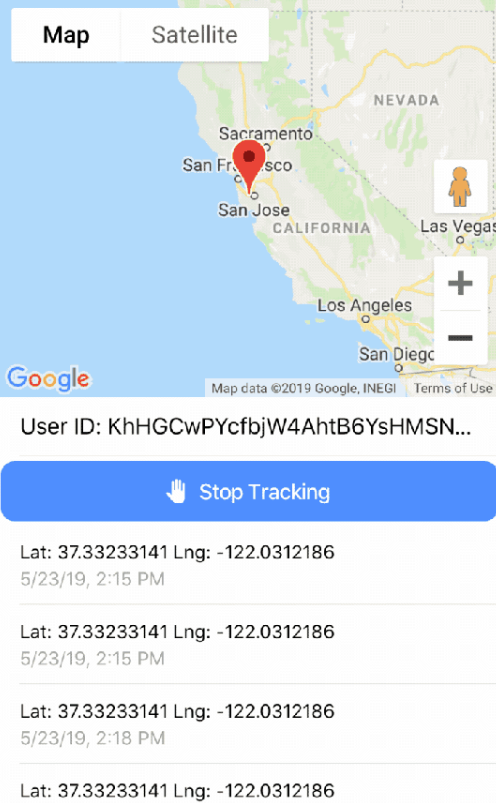 Map Satellite
NEVADA
Sacramento
San Francisco
San Jose
CALIFORNIA
Las Vegas
Los Angeles
San Diego
Google
Map data ©2019 Google, INEGI Terms of Use
User ID: KhHGCwPYcfbjW4AhtB6YsHMSN...
Stop Tracking
Lat: 37.33233141 Lng: -122.0312186
5/23/19, 2:15 PM
Lat: 37.33233141 Lng: -122.0312186
5/23/19, 2:15 PM
Lat: 37.33233141 Lng: -122.0312186
5/23/19, 2:18 PM
Lat: 37.33233141 Lng: -122.0312186